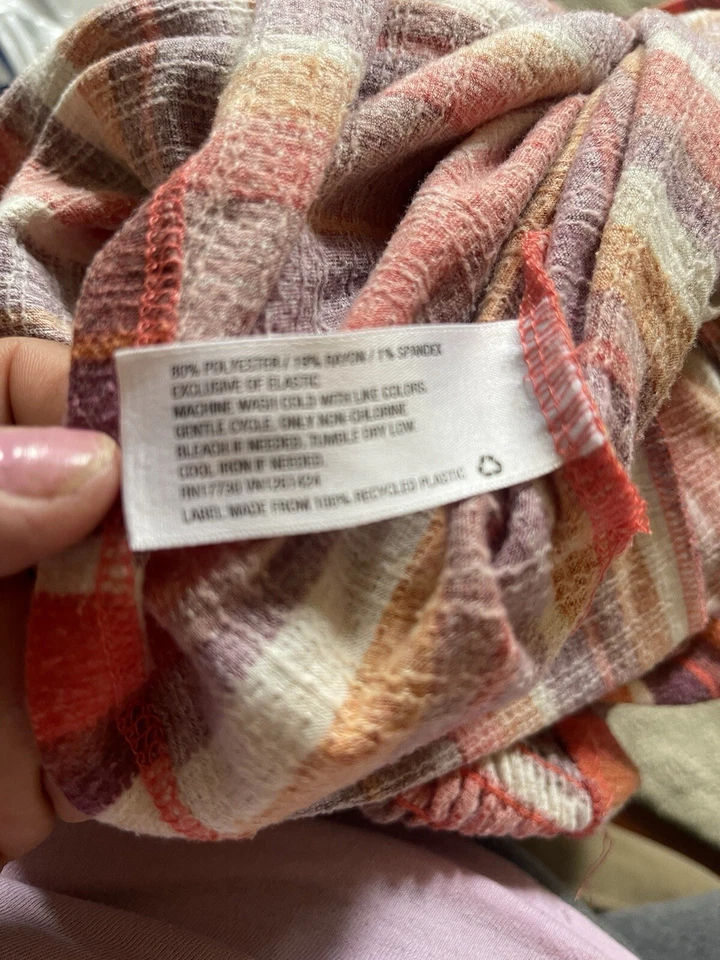 80% POLYESTER / 19% RAYON / 1% SPANDEX
EXCLUSIVE OF ELASTIC
MACHINE WASH COLD WITH LIKE COLORS.
GENTLE CYCLE. ONLY NON-CHLORINE
BLEACH IF NEEDED. TUMBLE DRY LOW.
COOL IRON IF NEEDED.
RN17730
LABEL MADE FROM 100% RECYCLED PLASTIC